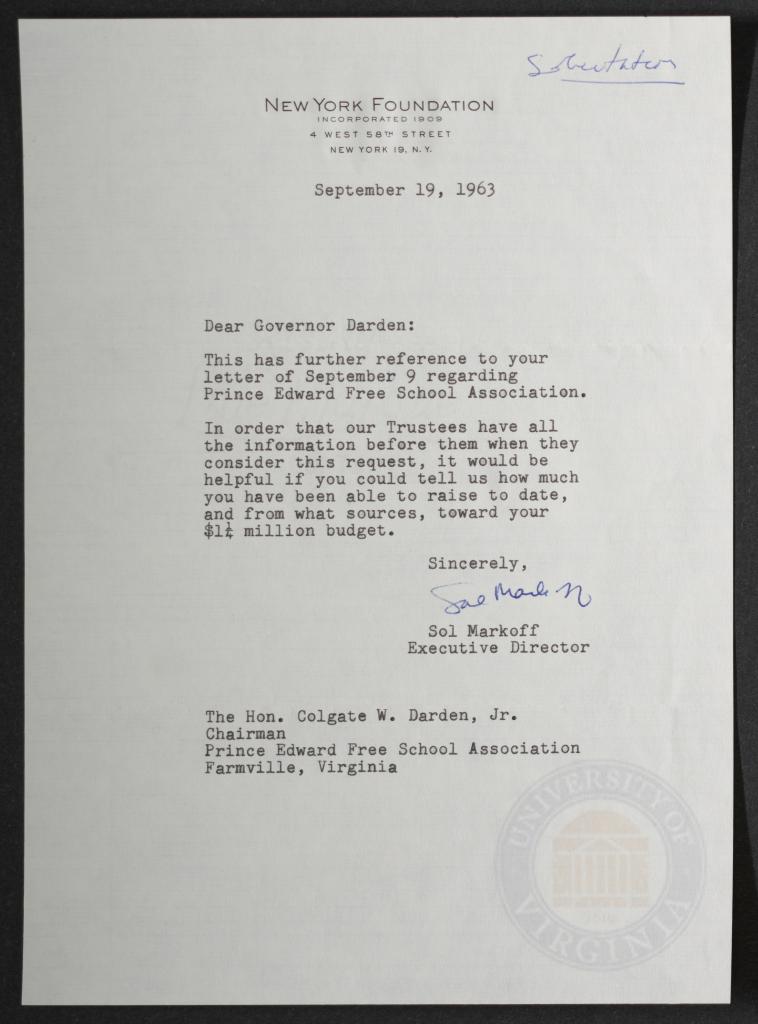 Solicitation
NEW YORK FOUNDATION
INCORPORATED 1909
4 WEST 58TH STREET
NEW YORK 19, N.Y.
September 19, 1963
Dear Governor Darden:
This has further reference to your
letter of September 9 regarding
Prince Edward Free School Association.
In order that our Trustees have all
the information before them when they
consider this request, it would be
helpful if you could tell us how much
you have been able to raise to date,
and from what sources, toward your
$1¼ million budget.
Sincerely,
Sol Markoff
Sol Markoff
Executive Director
The Hon. Colgate W. Darden, Jr.
Chairman
Prince Edward Free School Association
Farmville, Virginia
UNIVERSITY OF
VIRGINIA
1819